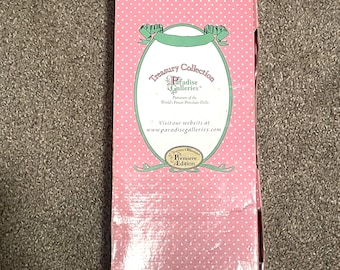 Treasury Collection
Paradise
Galleries
Purveyors of the
World's Finest Porcelain Dolls
Visit our website at
www.paradisegalleries.com
Premiere
Edition